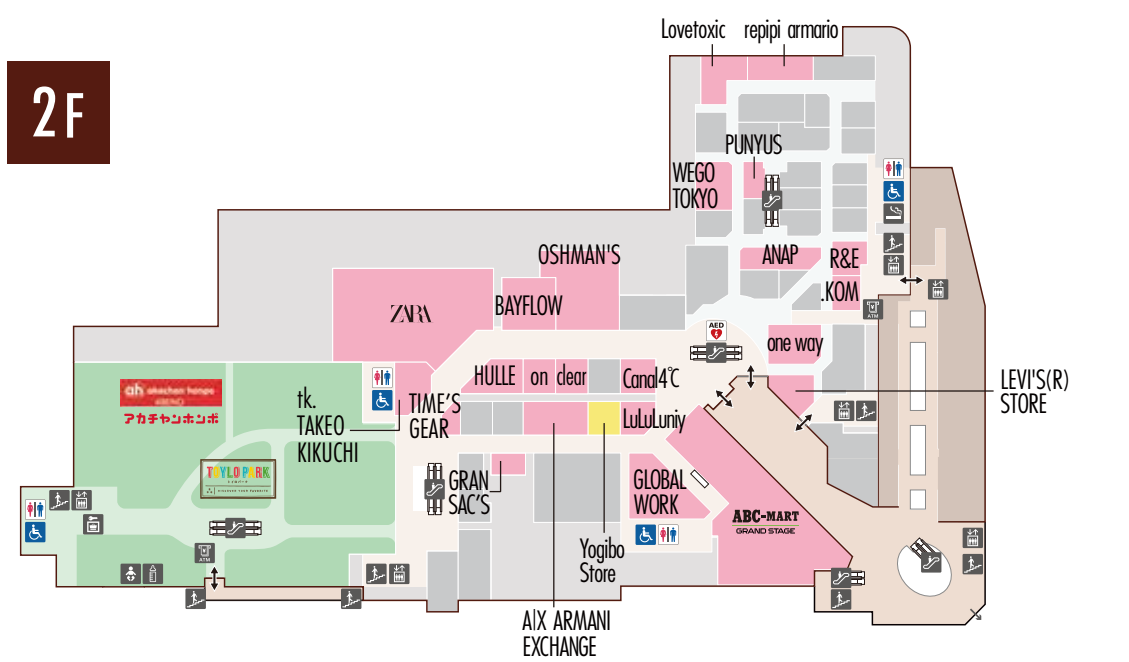 2F
Lovetoxic
repipi armario
PUNYUS
WEGO
TOKYO
OSHMAN'S
ANAP
R&E
.KOM
ZARA
BAYFLOW
ATM
AED
one way
HULLE
on
clear
Canal4℃
LEVI'S(R)
STORE
ah akachan honpo
アカチャンホンポ
tk.
TAKEO
KIKUCHI
TIME'S
GEAR
LuLuLuniy
TOYLO PARK
GRAN
SAC'S
GLOBAL
WORK
ABC-MART
GRAND STAGE
ATM
Yogibo
Store
A|X ARMANI
EXCHANGE